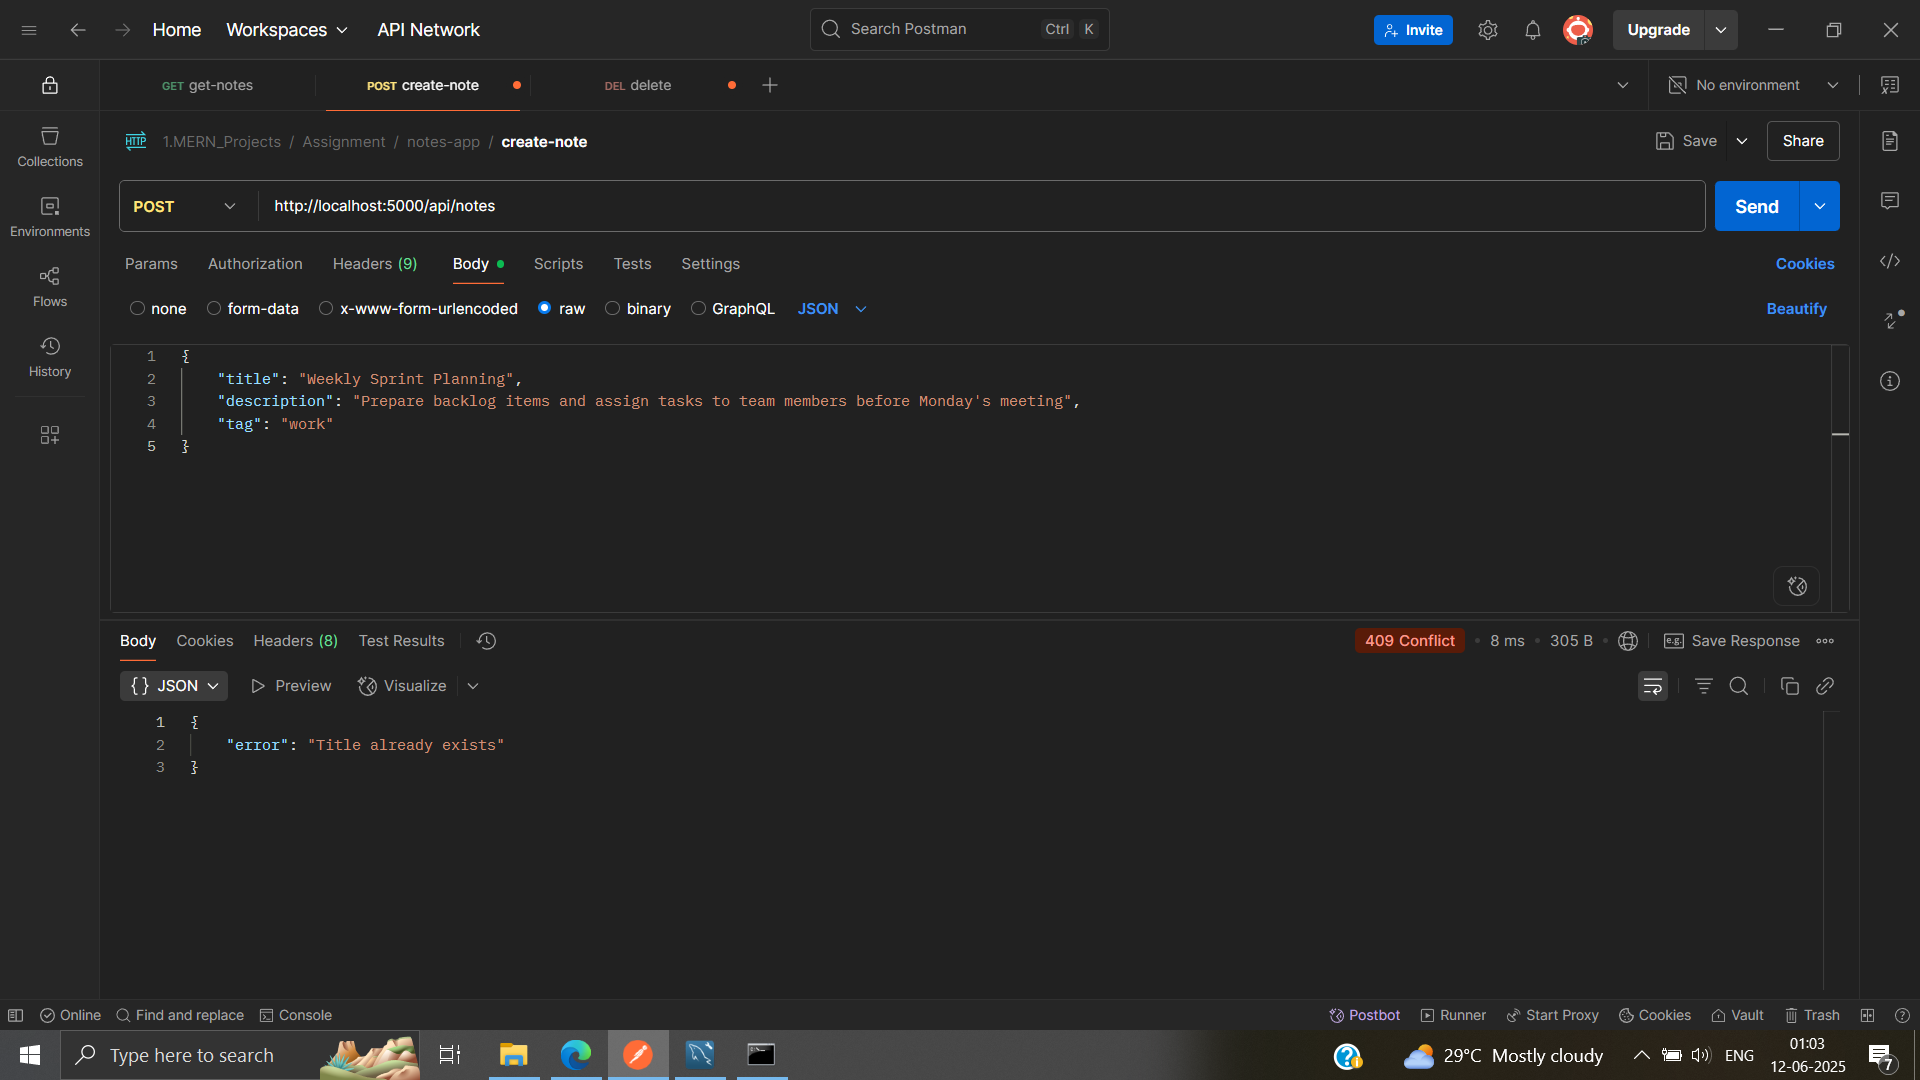 Home Workspaces API Network Search Postman Ctrl K Invite Upgrade
GET get-notes POST create-note DEL delete No environment
HTTP 1.MERN_Projects / Assignment / notes-app / create-note Save Share
Collections
POST http://localhost:5000/api/notes Send
Environments
Params Authorization Headers (9) Body Scripts Tests Settings Cookies
Flows
none form-data x-www-form-urlencoded raw binary GraphQL JSON Beautify
History
1 {
2 "title": "Weekly Sprint Planning",
3 "description": "Prepare backlog items and assign tasks to team members before Monday's meeting",
4 "tag": "work"
5 }
Body Cookies Headers (8) Test Results 409 Conflict 8 ms 305 B e.g. Save Response
{} JSON Preview Visualize
1 {
2 "error": "Title already exists"
3 }
Online Find and replace Console Postbot Runner Start Proxy Cookies Vault Trash
Type here to search 29°C Mostly cloudy ENG 01:03
12-06-2025 7